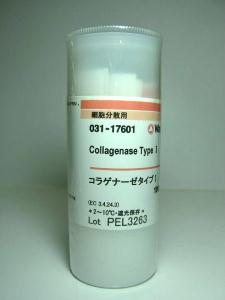 細胞分散用
031-17601
Collagenase Type I
コラゲナーゼタイプI
(EC 3.4.24.3)
＊2～10℃・遮光保存＊
Lot PEL3263